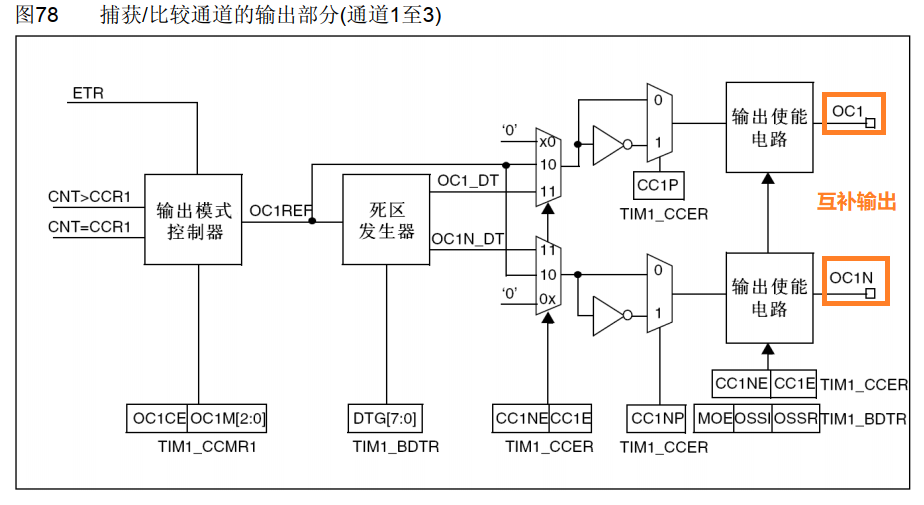 图78 捕获/比较通道的输出部分(通道1至3)
ETR
CNT>CCR1
CNT=CCR1
输出模式
控制器
OC1REF
死区
发生器
OC1_DT
OC1N_DT
'0'
x0
10
11
11
10
'0'
0x
0
1
CC1P
TIM1_CCER
0
1
输出使能
电路
OC1
互补输出
输出使能
电路
OC1N
CC1NE CC1E TIM1_CCER
OC1CE OC1M[2:0]
TIM1_CCMR1
DTG[7:0]
TIM1_BDTR
CC1NE CC1E
TIM1_CCER
CC1NP
TIM1_CCER
MOE OSSI OSSR TIM1_BDTR